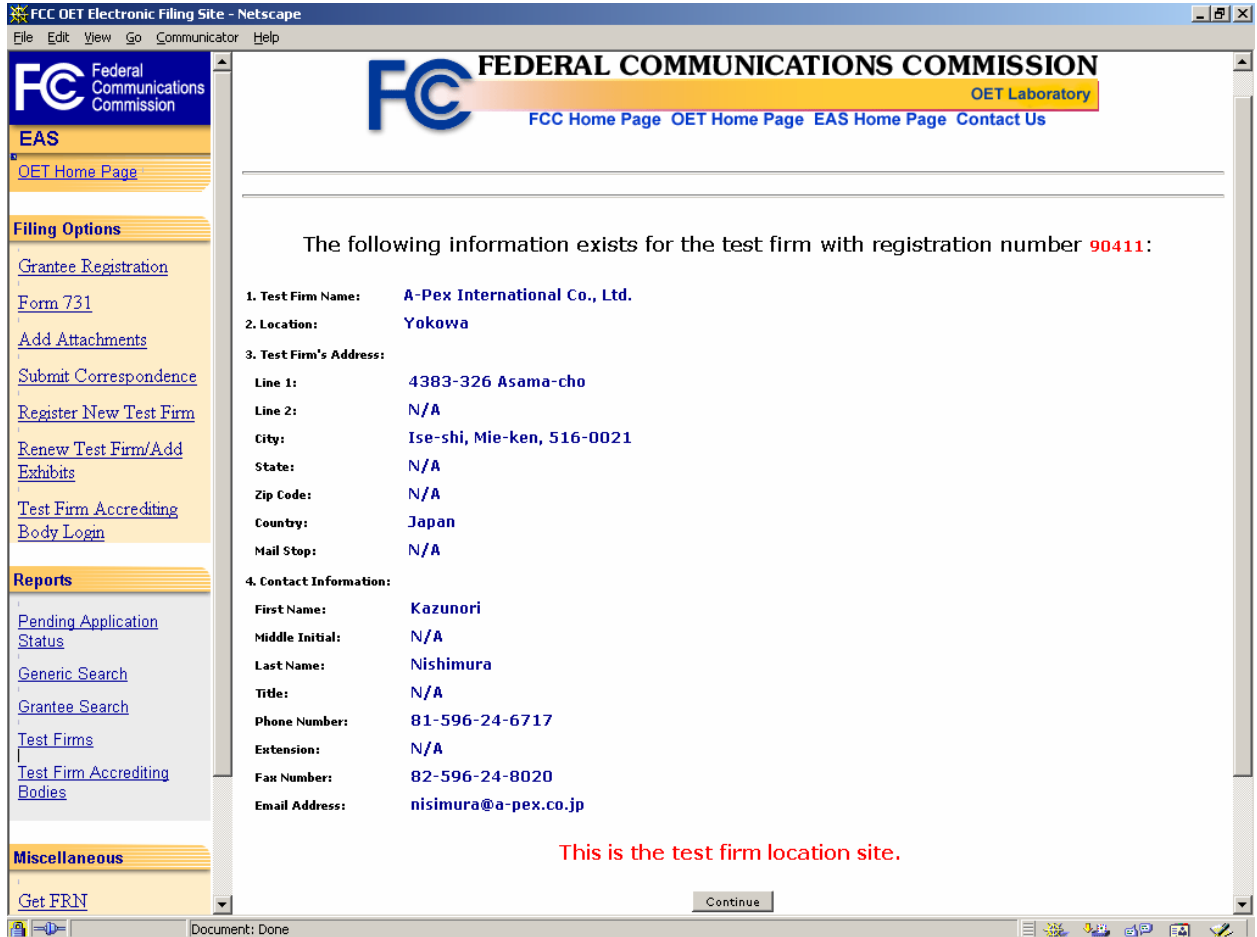 FCC OET Electronic Filing Site - Netscape
File Edit View Go Communicator Help
FCC Federal Communications Commission
EAS
OET Home Page
Filing Options
Grantee Registration
Form 731
Add Attachments
Submit Correspondence
Register New Test Firm
Renew Test Firm/Add
Exhibits
Test Firm Accrediting
Body Login
Reports
Pending Application
Status
Generic Search
Grantee Search
Test Firms
Test Firm Accrediting
Bodies
Miscellaneous
Get FRN
FC FEDERAL COMMUNICATIONS COMMISSION
OET Laboratory
FCC Home Page OET Home Page EAS Home Page Contact Us
The following information exists for the test firm with registration number 90411:
1. Test Firm Name: A-Pex International Co., Ltd.
2. Location: Yokowa
3. Test Firm's Address:
Line 1: 4383-326 Asama-cho
Line 2: N/A
City: Ise-shi, Mie-ken, 516-0021
State: N/A
Zip Code: N/A
Country: Japan
Mail Stop: N/A
4. Contact Information:
First Name: Kazunori
Middle Initial: N/A
Last Name: Nishimura
Title: N/A
Phone Number: 81-596-24-6717
Extension: N/A
Fax Number: 82-596-24-8020
Email Address: nisimura@a-pex.co.jp
This is the test firm location site.
Continue
Document: Done